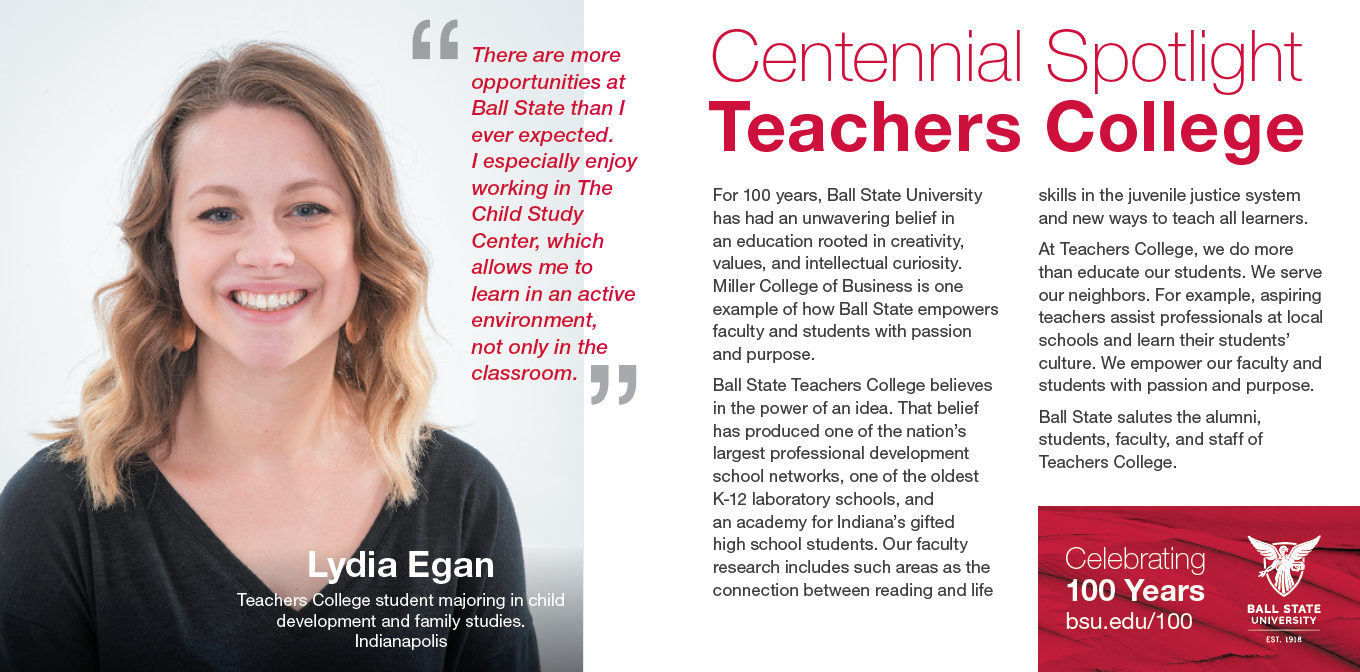 “
There are more
opportunities at
Ball State than I
ever expected.
I especially enjoy
working in The
Child Study
Center, which
allows me to
learn in an active
environment,
not only in the
classroom.
”
Lydia Egan
Teachers College student majoring in child
development and family studies.
Indianapolis
Centennial Spotlight
Teachers College
For 100 years, Ball State University
has had an unwavering belief in
an education rooted in creativity,
values, and intellectual curiosity.
Miller College of Business is one
example of how Ball State empowers
faculty and students with passion
and purpose.
Ball State Teachers College believes
in the power of an idea. That belief
has produced one of the nation’s
largest professional development
school networks, one of the oldest
K-12 laboratory schools, and
an academy for Indiana’s gifted
high school students. Our faculty
research includes such areas as the
connection between reading and life
skills in the juvenile justice system
and new ways to teach all learners.
At Teachers College, we do more
than educate our students. We serve
our neighbors. For example, aspiring
teachers assist professionals at local
schools and learn their students’
culture. We empower our faculty and
students with passion and purpose.
Ball State salutes the alumni,
students, faculty, and staff of
Teachers College.
Celebrating
100 Years
bsu.edu/100
BALL STATE
UNIVERSITY
EST. 1918